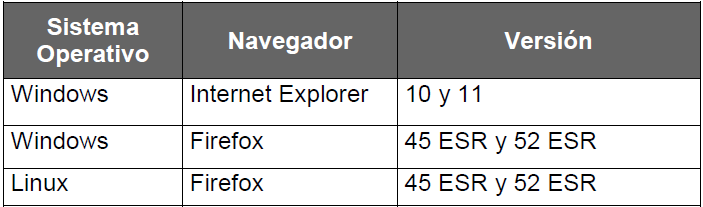 Sistema Operativo Navegador Versión
Windows Internet Explorer 10 y 11
Windows Firefox 45 ESR y 52 ESR
Linux Firefox 45 ESR y 52 ESR